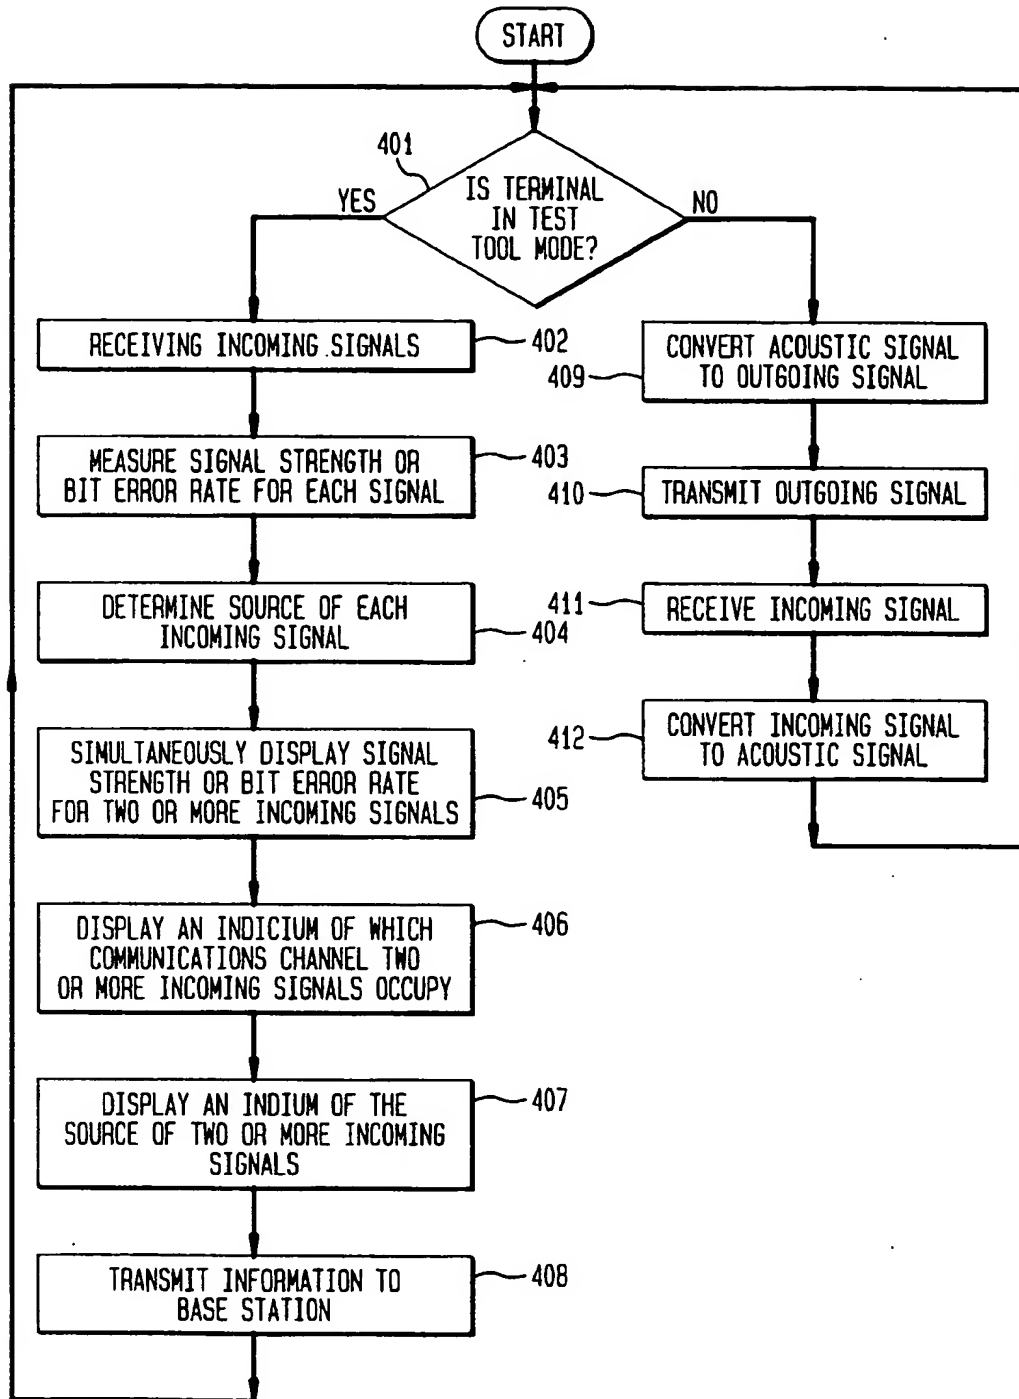 START
401
YES
IS TERMINAL
IN TEST
TOOL MODE?
NO
RECEIVING INCOMING SIGNALS
402
MEASURE SIGNAL STRENGTH OR
BIT ERROR RATE FOR EACH SIGNAL
403
DETERMINE SOURCE OF EACH
INCOMING SIGNAL
404
SIMULTANEOUSLY DISPLAY SIGNAL
STRENGTH OR BIT ERROR RATE
FOR TWO OR MORE INCOMING SIGNALS
405
DISPLAY AN INDICIUM OF WHICH
COMMUNICATIONS CHANNEL TWO
OR MORE INCOMING SIGNALS OCCUPY
406
DISPLAY AN INDIUM OF THE
SOURCE OF TWO OR MORE INCOMING
SIGNALS
407
TRANSMIT INFORMATION TO
BASE STATION
408
409
CONVERT ACOUSTIC SIGNAL
TO OUTGOING SIGNAL
410
TRANSMIT OUTGOING SIGNAL
411
RECEIVE INCOMING SIGNAL
412
CONVERT INCOMING SIGNAL
TO ACOUSTIC SIGNAL